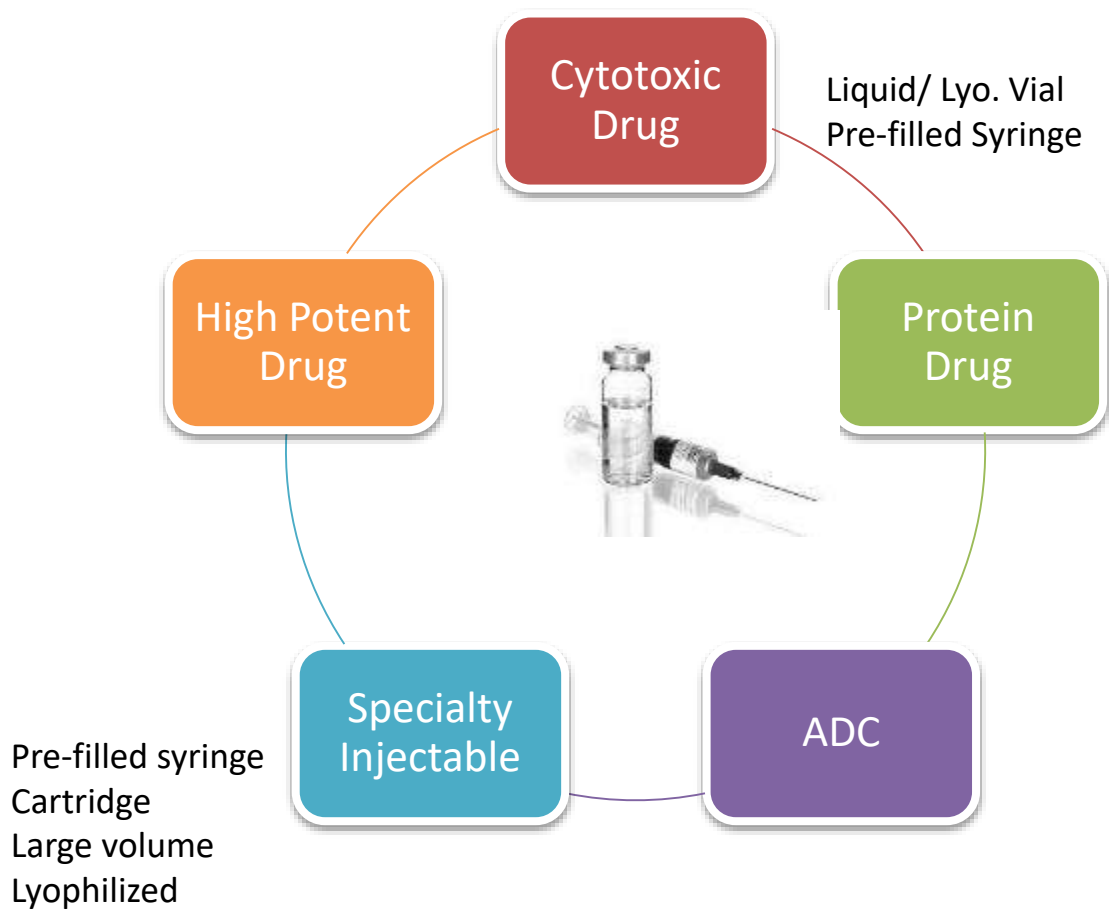 Cytotoxic
Drug
Liquid/ Lyo. Vial
Pre-filled Syringe
High Potent
Drug
Protein
Drug
Specialty
Injectable
ADC
Pre-filled syringe
Cartridge
Large volume
Lyophilized